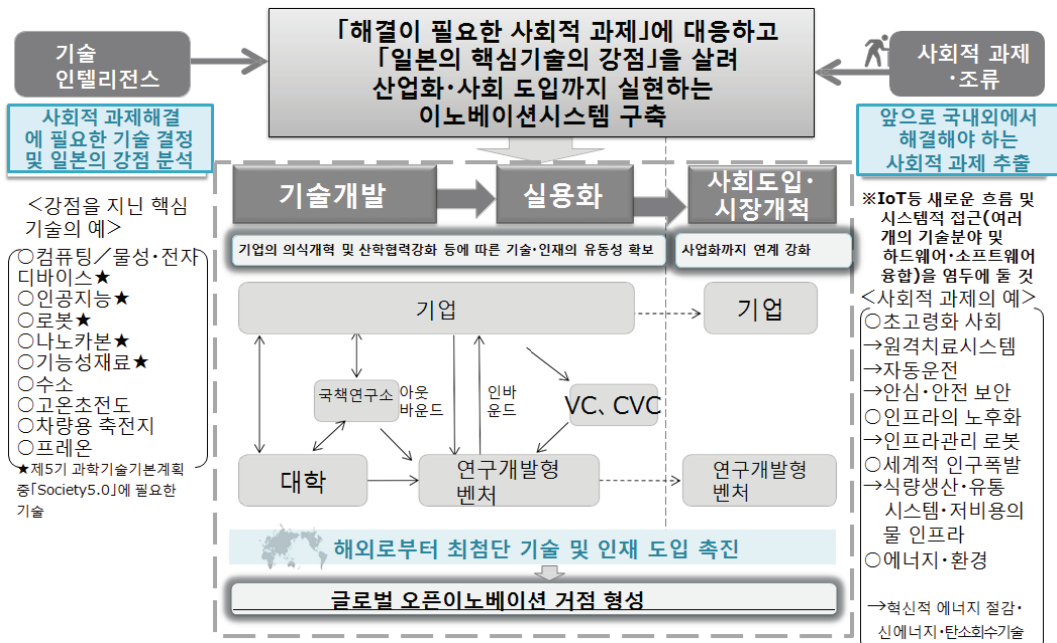 「해결이 필요한 사회적 과제」에 대응하고
「일본의 핵심기술의 강점」을 살려
산업화·사회 도입까지 실현하는
이노베이션시스템 구축
기술
인텔리전스
사회적 과제
·조류
사회적 과제해결
에 필요한 기술 결정
및 일본의 강점 분석
앞으로 국내외에서
해결해야 하는
사회적 과제 추출
<강점을 지닌 핵심
기술의 예>
○컴퓨팅／물성·전자
디바이스★
○인공지능★
○로봇★
○나노카본★
○기능성재료★
○수소
○고온초전도
○차량용 축전지
○프레온
★제5기 과학기술기본계획
중「Society5.0」에 필요한
기술
기술개발
실용화
사회도입·
시장개척
기업의 의식개혁 및 산학협력강화 등에 따른 기술·인재의 유동성 확보
사업화까지 연계 강화
기업
기업
국책연구소
아웃
바운드
인바
운드
VC、CVC
대학
연구개발형
벤처
연구개발형
벤처
해외로부터 최첨단 기술 및 인재 도입 촉진
글로벌 오픈이노베이션 거점 형성
※IoT등 새로운 흐름 및
시스템적 접근(여러
개의 기술분야 및
하드웨어·소프트웨어
융합)을 염두에 둘 것
<사회적 과제의 예>
○초고령화 사회
→원격치료시스템
→자동운전
→안심·안전 보안
○인프라의 노후화
→인프라관리 로봇
○세계적 인구폭발
→식량생산·유통
시스템·저비용의
물 인프라
○에너지·환경
→혁신적 에너지 절감·
신에너지·탄소회수기술